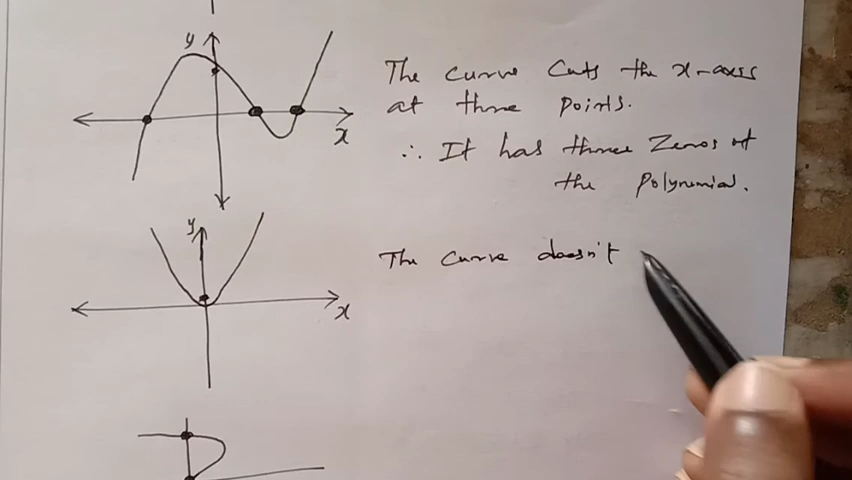 y
The curve cuts the x-axis
at three points.
x
∴ It has three zeros of
the polynomial.
y
The curve doesn't
x